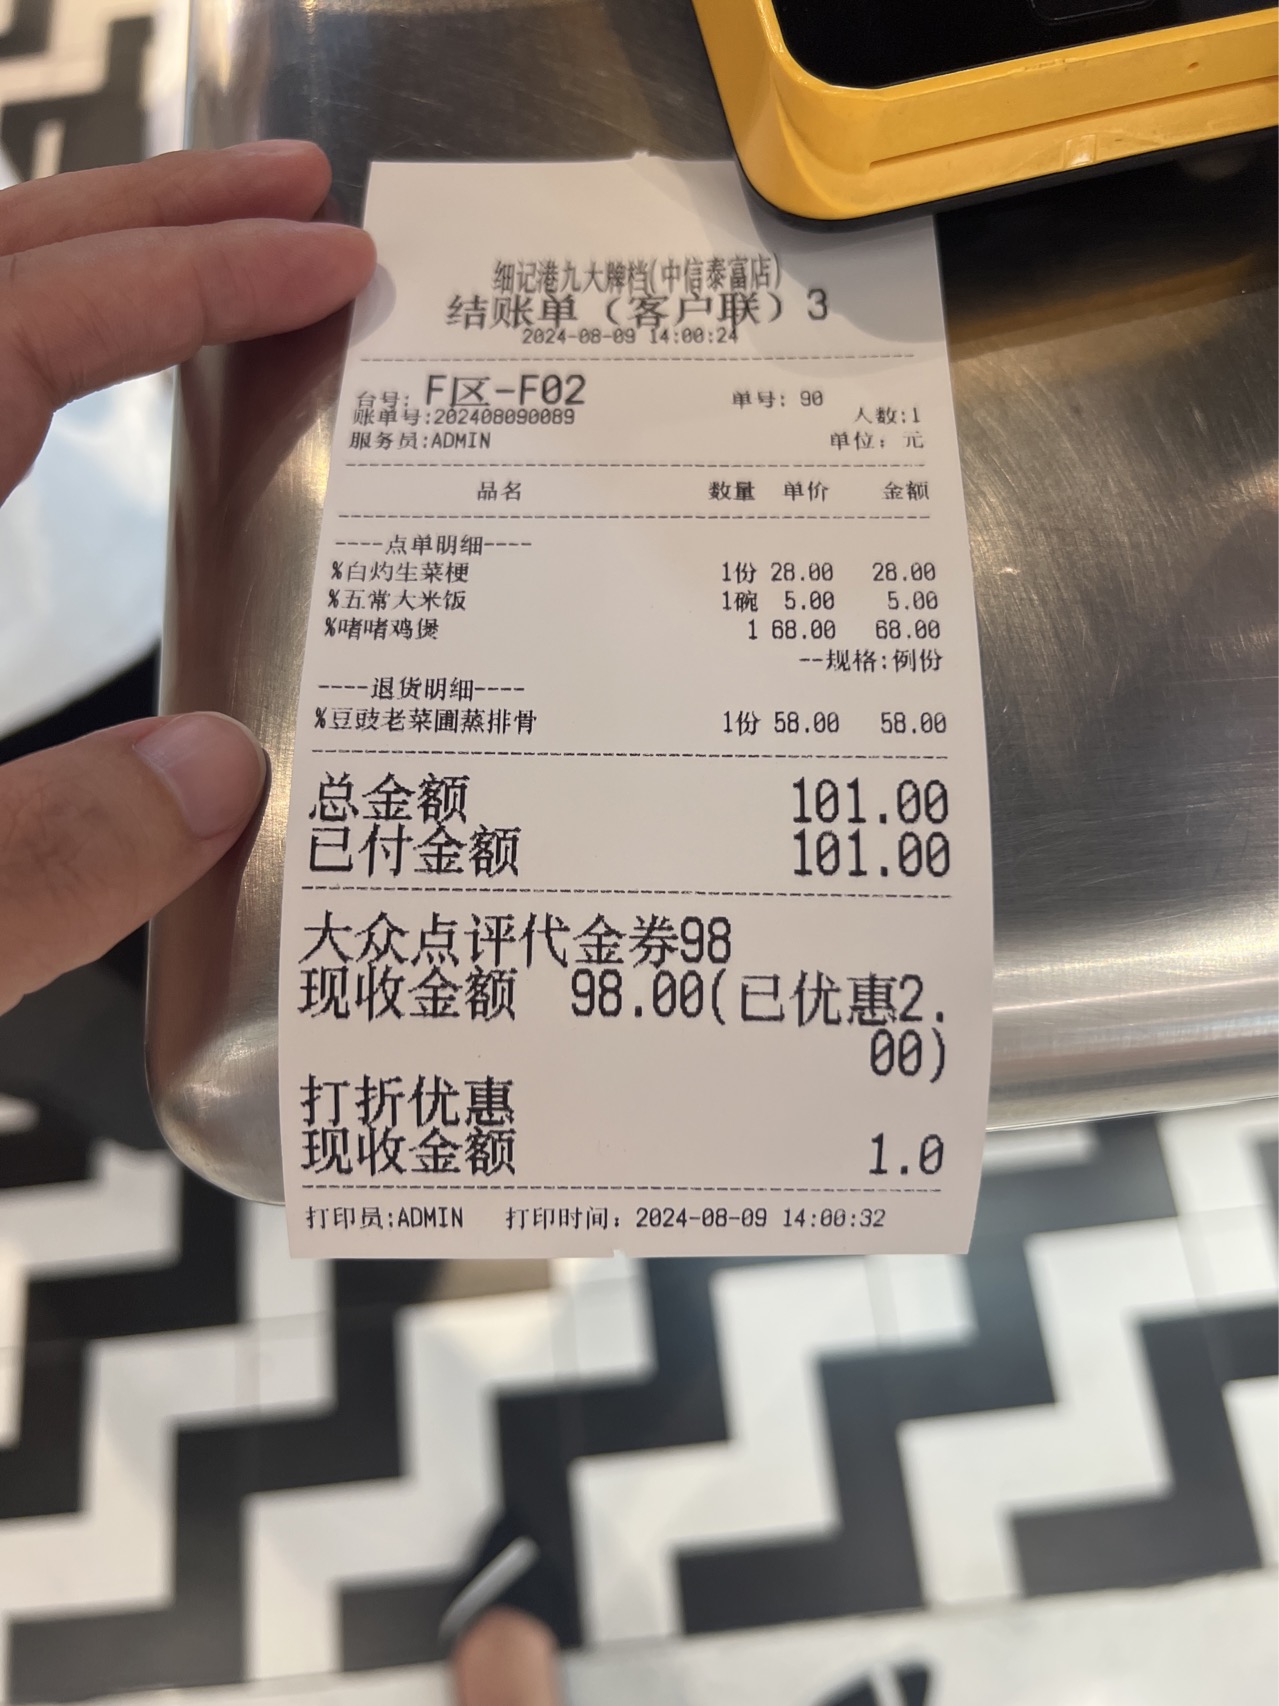 细记港九大牌档(中信泰富店)
结账单（客户联）3
2024-08-09 14:00:24
台号: F区-F02 单号: 90
账单号:202408090089 人数:1
服务员:ADMIN 单位: 元
品名 数量 单价 金额
----点单明细----
%白灼生菜梗 1份 28.00 28.00
%五常大米饭 1碗 5.00 5.00
%啫啫鸡煲 1 68.00 68.00
--规格:例份
----退货明细----
%豆豉老菜圃蒸排骨 1份 58.00 58.00
总金额 101.00
已付金额 101.00
大众点评代金券98
现收金额 98.00(已优惠2.
00)
打折优惠
现收金额 1.0
打印员:ADMIN 打印时间: 2024-08-09 14:00:32